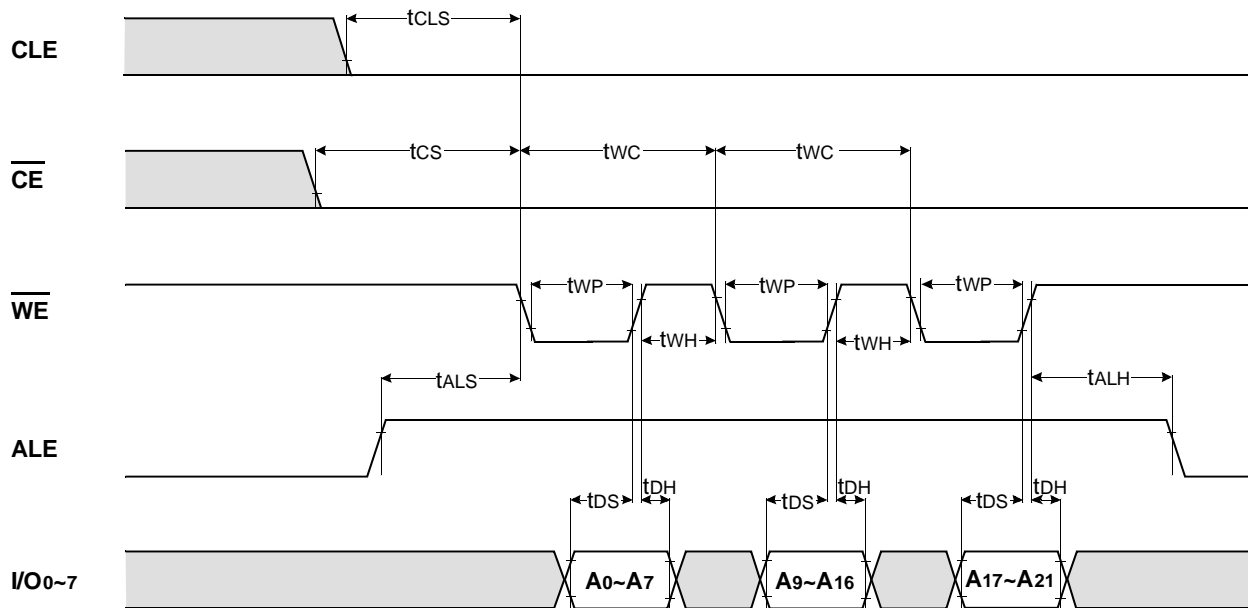 CLE
tCLS
CE
tCS
tWC
tWC
WE
tWP
tWP
tWP
tWH
tWH
tALS
tALH
ALE
tDS
tDH
tDS
tDH
tDS
tDH
I/O0~7
A0~A7
A9~A16
A17~A21